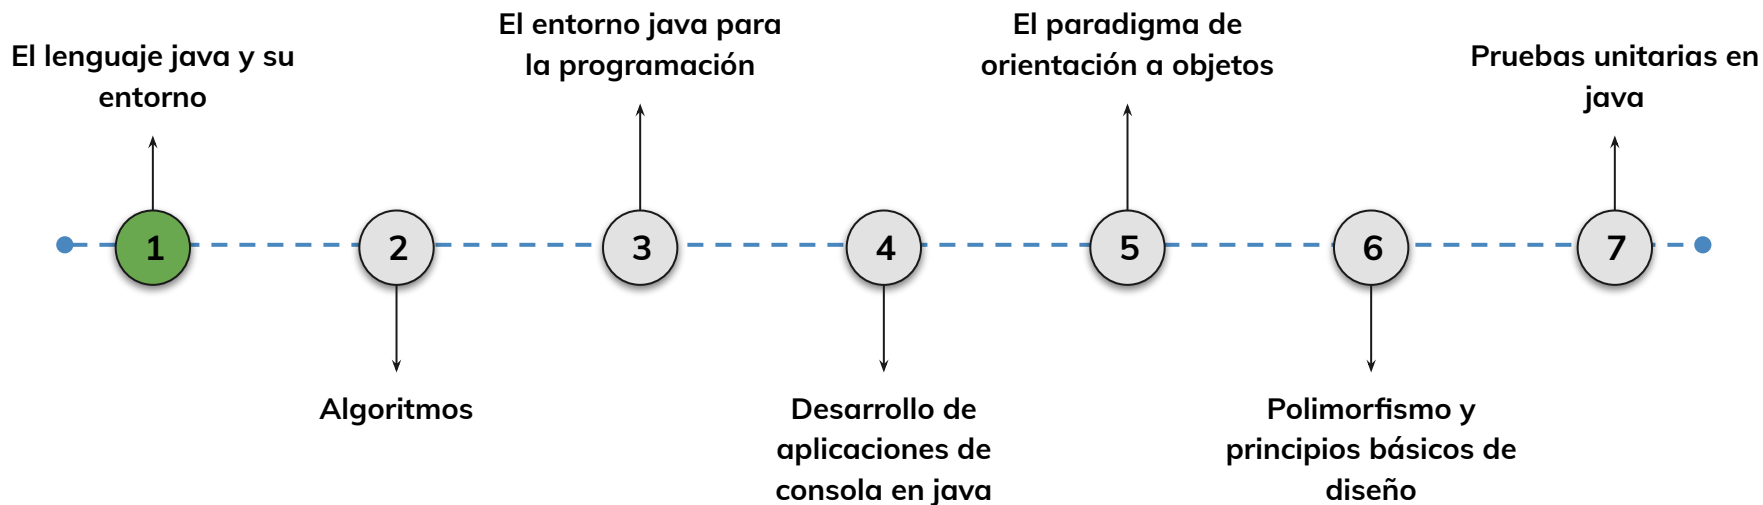 El lenguaje java y su
entorno
El entorno java para
la programación
El paradigma de
orientación a objetos
Pruebas unitarias en
java
1
2
3
4
5
6
7
Algoritmos
Desarrollo de
aplicaciones de
consola en java
Polimorfismo y
principios básicos de
diseño